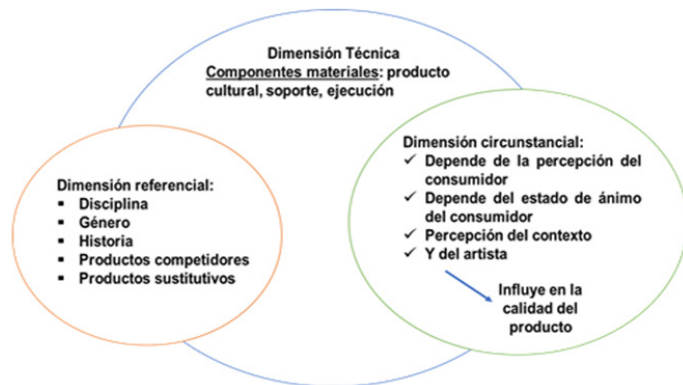 Dimensión Técnica
Componentes materiales: producto
cultural, soporte, ejecución
Dimensión referencial:
▪ Disciplina
▪ Género
▪ Historia
▪ Productos competidores
▪ Productos sustitutivos
Dimensión circunstancial:
✓ Depende de la percepción del
consumidor
✓ Depende del estado de ánimo
del consumidor
✓ Percepción del contexto
✓ Y del artista
Influye en la
calidad del
producto